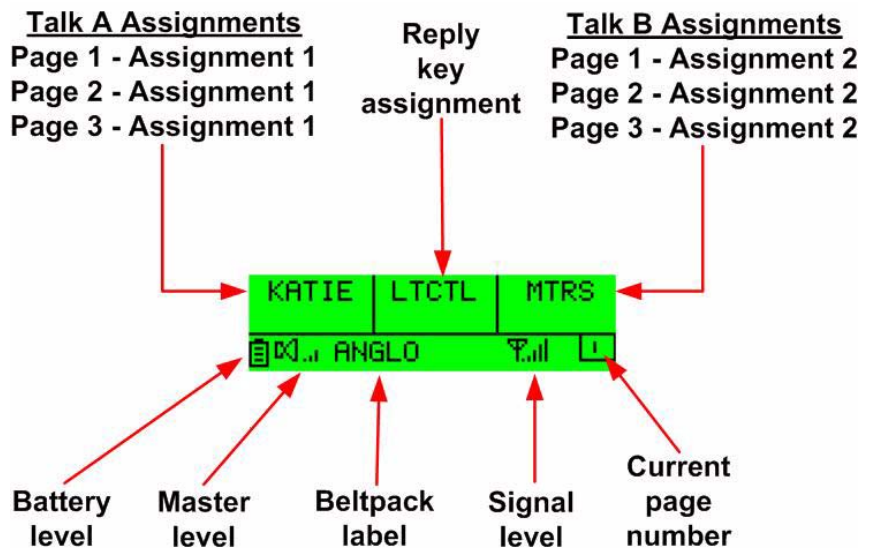 Talk A Assignments
Page 1 - Assignment 1
Page 2 - Assignment 1
Page 3 - Assignment 1
Reply
key
assignment
Talk B Assignments
Page 1 - Assignment 2
Page 2 - Assignment 2
Page 3 - Assignment 2
KATIE LTCTL MTRS
ANGLO
Battery
level
Master
level
Beltpack
label
Signal
level
Current
page
number